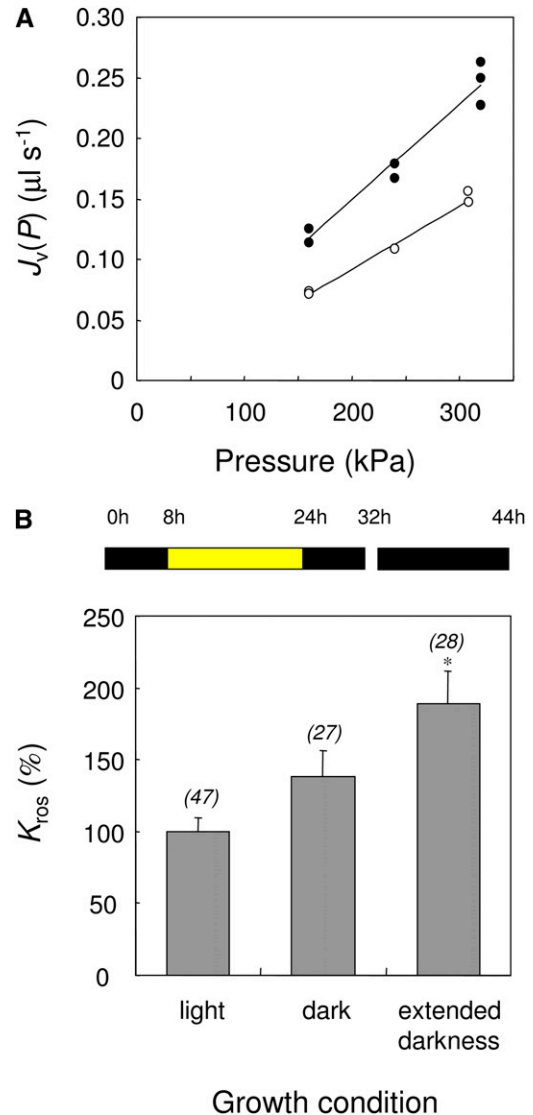 A
0.30
0.25
0.20
0.15
0.10
0.05
0
Jv(P) (μl s⁻¹)
0 100 200 300
Pressure (kPa)
B
0h 8h 24h 32h 44h
250
200
150
100
50
0
Kros (%)
(47) (27) (28)
*
light dark extended
darkness
Growth condition